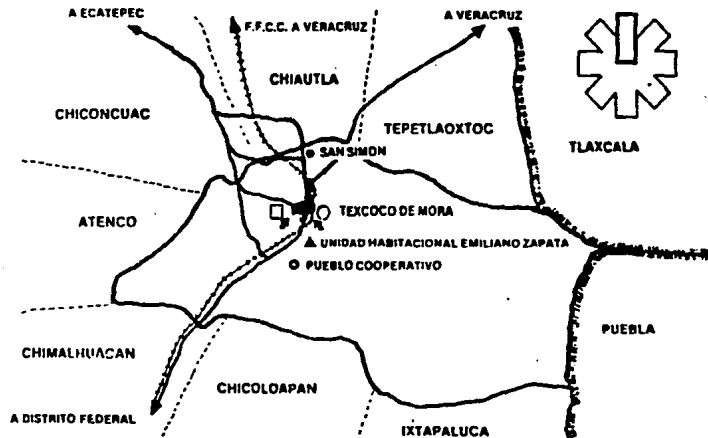 A ECATEPEC
F.F.C.C. A VERACRUZ
A VERACRUZ
CHIAUTLA
CHICONCUAC
TEPETLAOXTOC
TLAXCALA
SAN SIMON
ATENCO
TEXCOCO DE MORA
UNIDAD HABITACIONAL EMILIANO ZAPATA
PUEBLO COOPERATIVO
PUEBLA
CHIMALHUACAN
CHICOLOAPAN
A DISTRITO FEDERAL
IXTAPALUCA